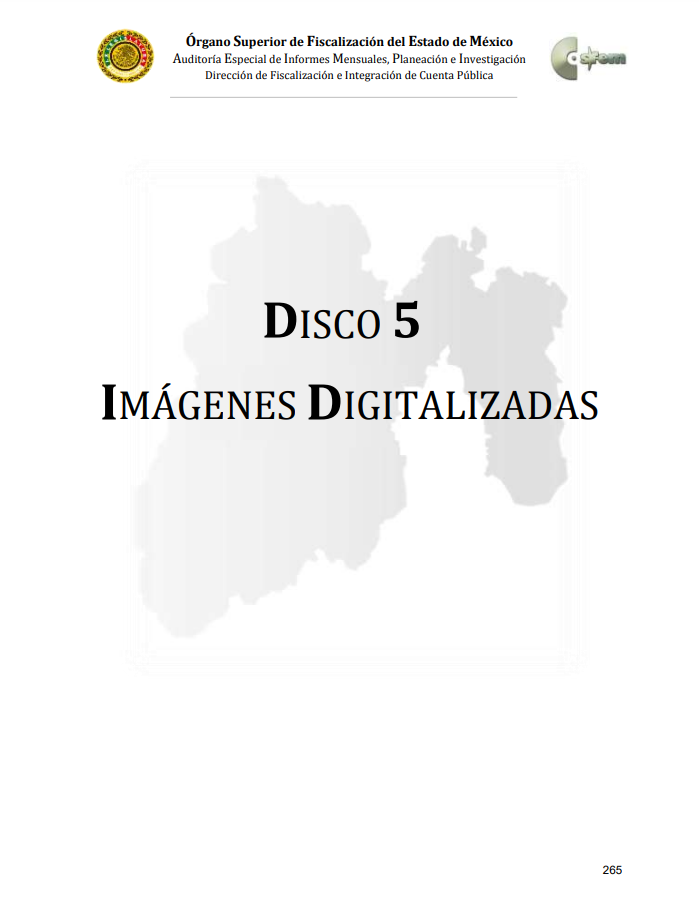 Órgano Superior de Fiscalización del Estado de México
Auditoría Especial de Informes Mensuales, Planeación e Investigación
Dirección de Fiscalización e Integración de Cuenta Pública
osfem
DISCO 5
IMÁGENES DIGITALIZADAS
265